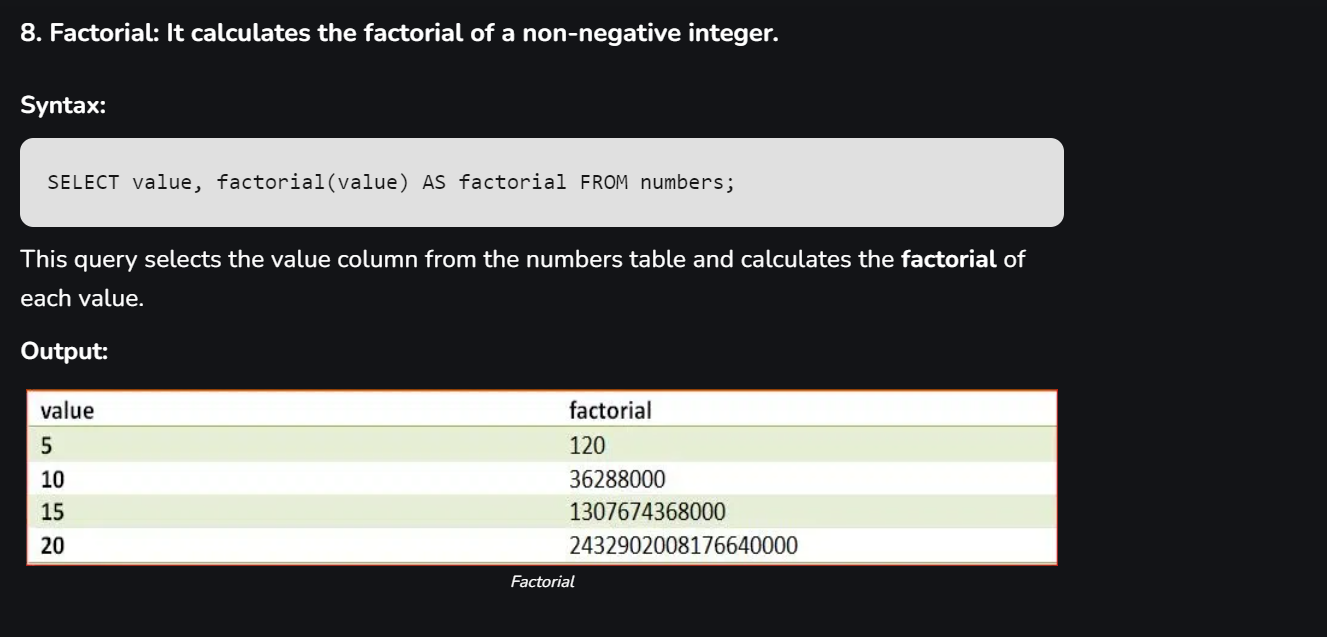 8. Factorial: It calculates the factorial of a non-negative integer.
Syntax:
SELECT value, factorial(value) AS factorial FROM numbers;
This query selects the value column from the numbers table and calculates the factorial of
each value.
Output:
value factorial
5 120
10 36288000
15 1307674368000
20 2432902008176640000
Factorial